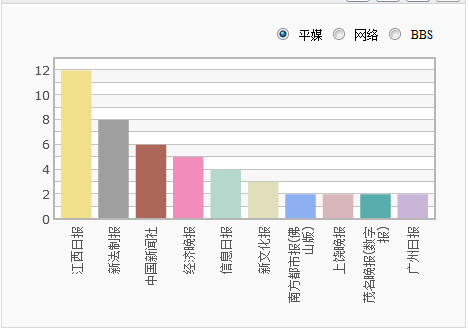 平媒 网络 BBS
12
10
8
6
4
2
0
江西日报
新法制报
中国新闻社
经济晚报
信息日报
新文化报
南方都市报(佛
山版)
上饶晚报
茂名晚报(数字
报)
广州日报